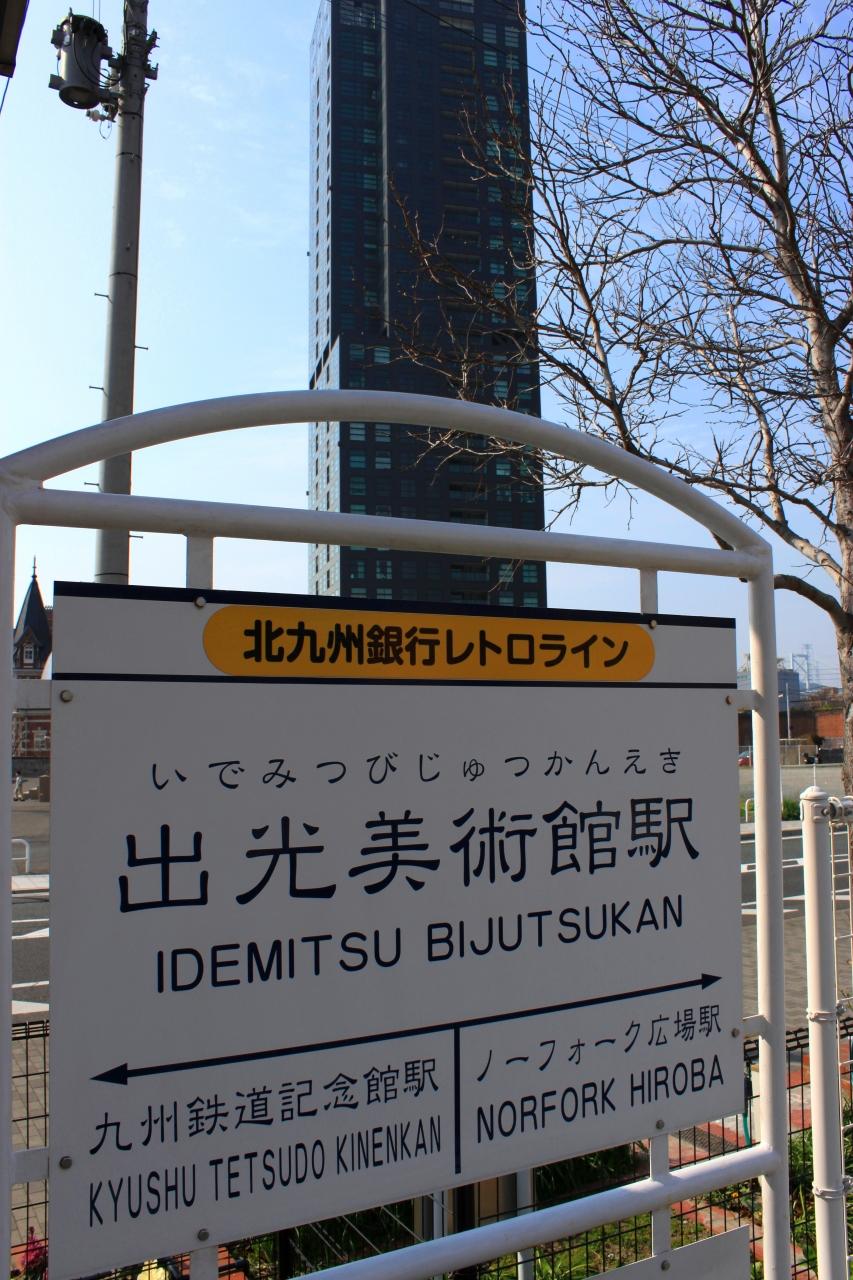 北九州銀行レトロライン
いでみつびじゅつかんえき
出光美術館駅
IDEMITSU BIJUTSUKAN
九州鉄道記念館駅
KYUSHU TETSUDO KINENKAN
ノーフォーク広場駅
NORFORK HIROBA